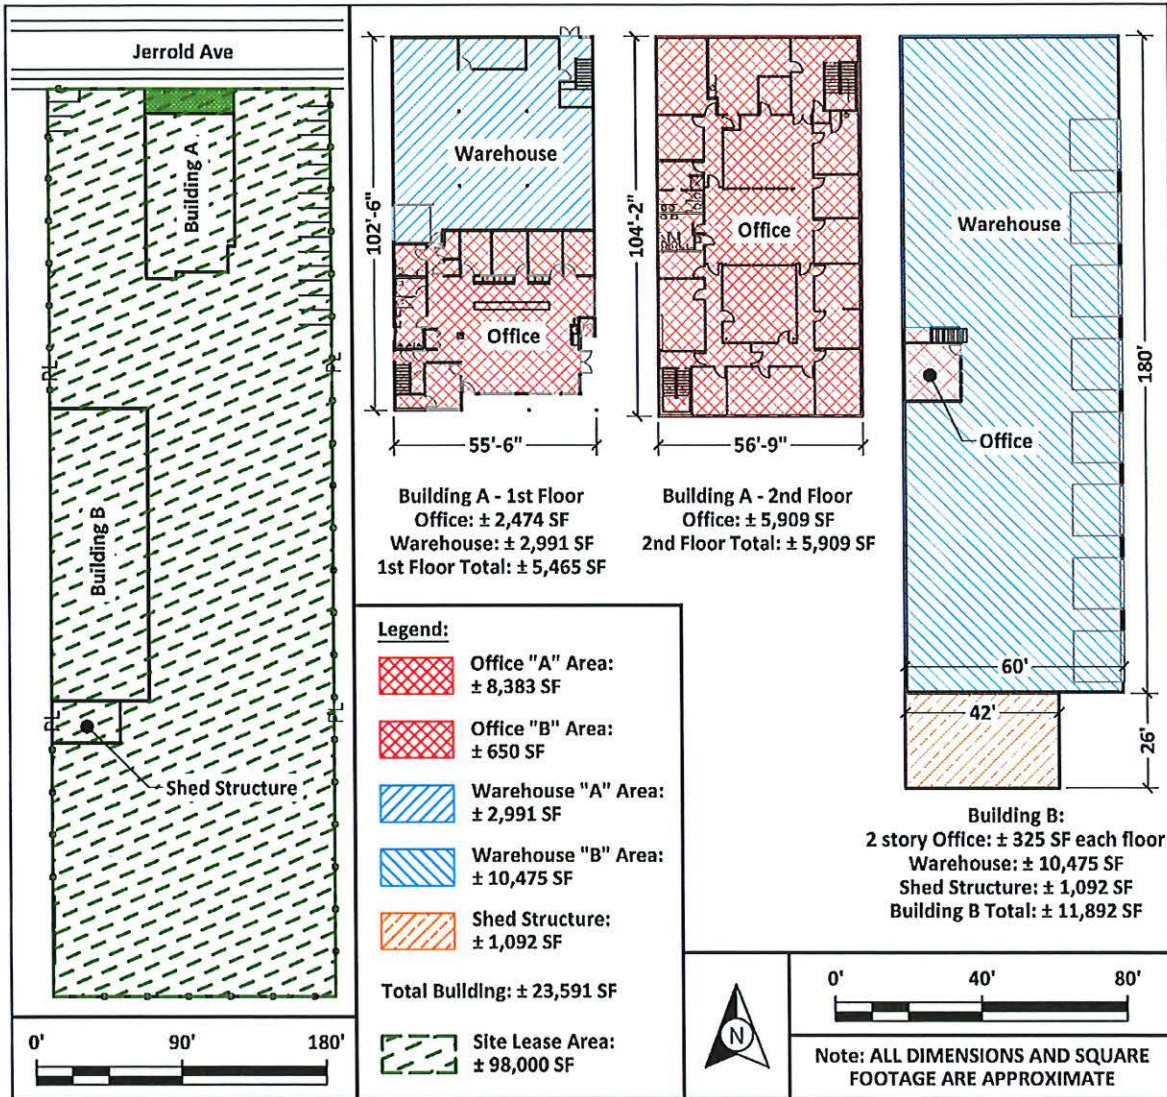 Jerrold Ave
Building A
PL
PL
Building B
PL
PL
Shed Structure
0' 90' 180'
102'-6"
Warehouse
Office
55'-6"
Building A - 1st Floor
Office: ± 2,474 SF
Warehouse: ± 2,991 SF
1st Floor Total: ± 5,465 SF
104'-2"
Office
56'-9"
Building A - 2nd Floor
Office: ± 5,909 SF
2nd Floor Total: ± 5,909 SF
Warehouse
180'
Office
60'
42'
26'
Building B:
2 story Office: ± 325 SF each floor
Warehouse: ± 10,475 SF
Shed Structure: ± 1,092 SF
Building B Total: ± 11,892 SF
Legend:
Office "A" Area:
± 8,383 SF
Office "B" Area:
± 650 SF
Warehouse "A" Area:
± 2,991 SF
Warehouse "B" Area:
± 10,475 SF
Shed Structure:
± 1,092 SF
Total Building: ± 23,591 SF
Site Lease Area:
± 98,000 SF
N
0' 40' 80'
Note: ALL DIMENSIONS AND SQUARE
FOOTAGE ARE APPROXIMATE